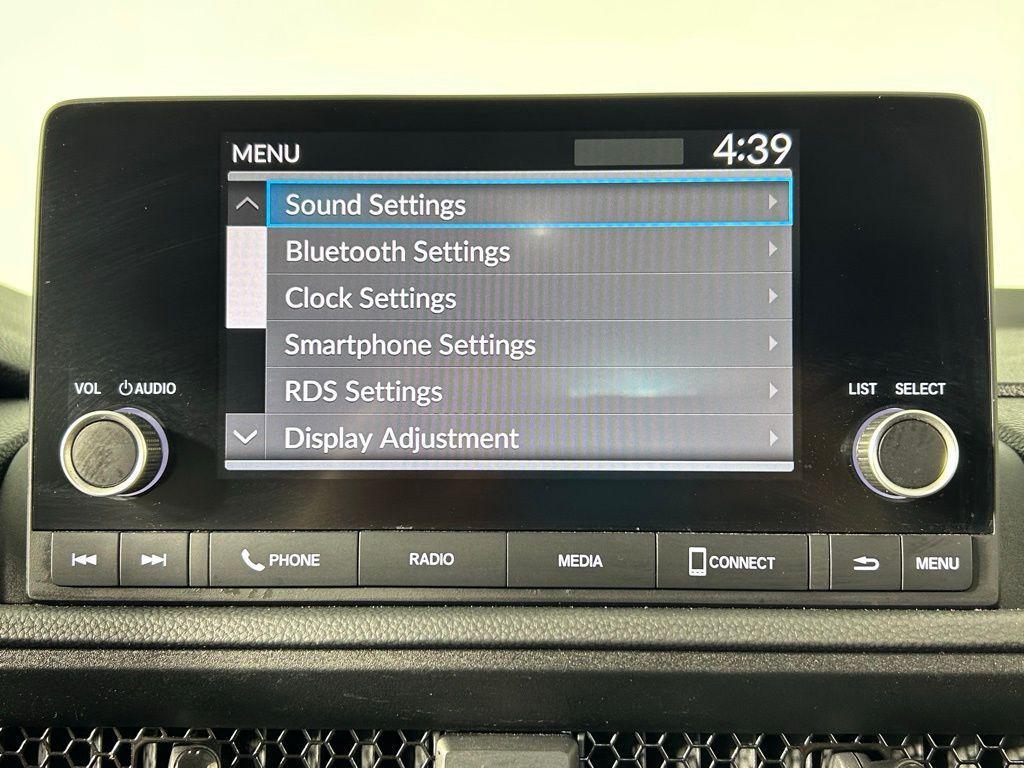 MENU 4:39
Sound Settings
Bluetooth Settings
Clock Settings
Smartphone Settings
RDS Settings
Display Adjustment
VOL AUDIO LIST SELECT
PHONE RADIO MEDIA CONNECT MENU